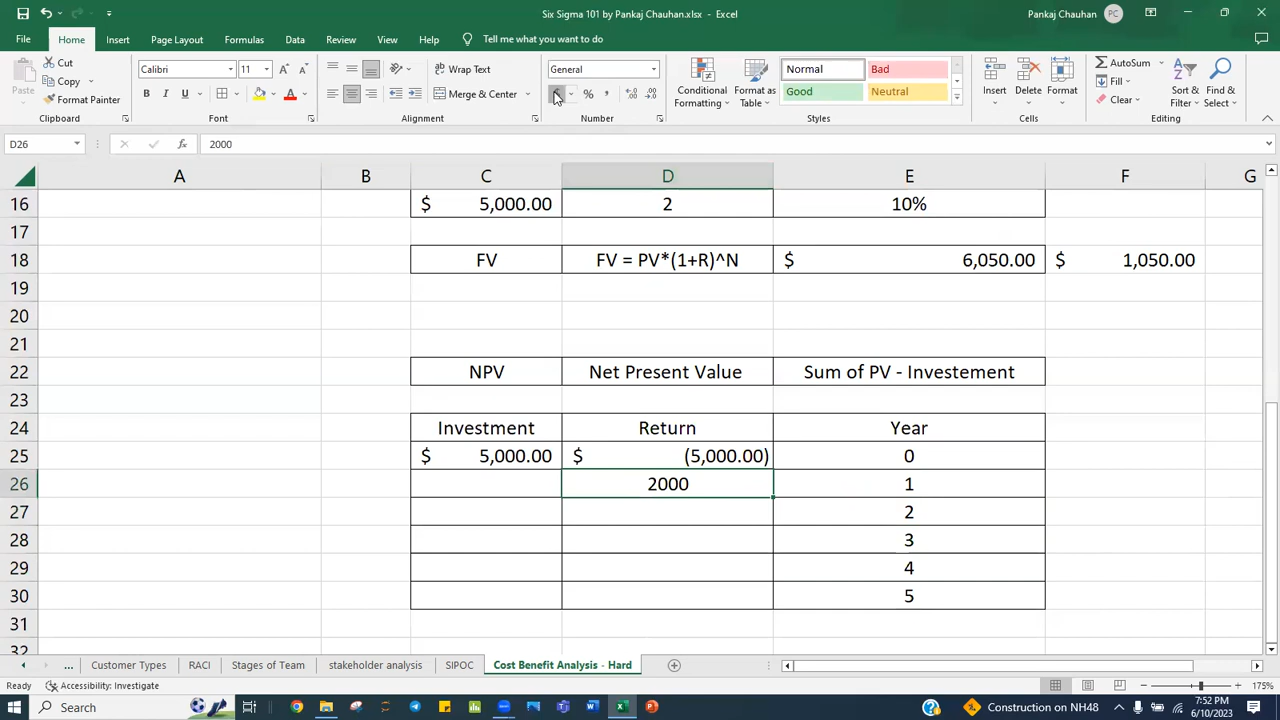 Six Sigma 101 by Pankaj Chauhan.xlsx - Excel
Pankaj Chauhan PC
File Home Insert Page Layout Formulas Data Review View Help Tell me what you want to do
Paste
Cut
Copy
Format Painter
Clipboard
Calibri 11
B I U
Font
Wrap Text
Merge & Center
Alignment
General
% ,
Number
Conditional Formatting
Format as Table
Normal Bad
Good Neutral
Styles
Insert Delete Format
Cells
AutoSum
Fill
Clear
Sort & Filter
Find & Select
Editing
D26 fx 2000
A B C D E F G
16 $ 5,000.00 2 10%
17
18 FV FV = PV*(1+R)^N $ 6,050.00 $ 1,050.00
19
20
21
22 NPV Net Present Value Sum of PV - Investement
23
24 Investment Return Year
25 $ 5,000.00 $ (5,000.00) 0
26 2000 1
27 2
28 3
29 4
30 5
31
32
... Customer Types RACI Stages of Team stakeholder analysis SIPOC Cost Benefit Analysis - Hard
Ready Accessibility: Investigate 175%
Search Construction on NH48 7:52 PM
6/10/2023